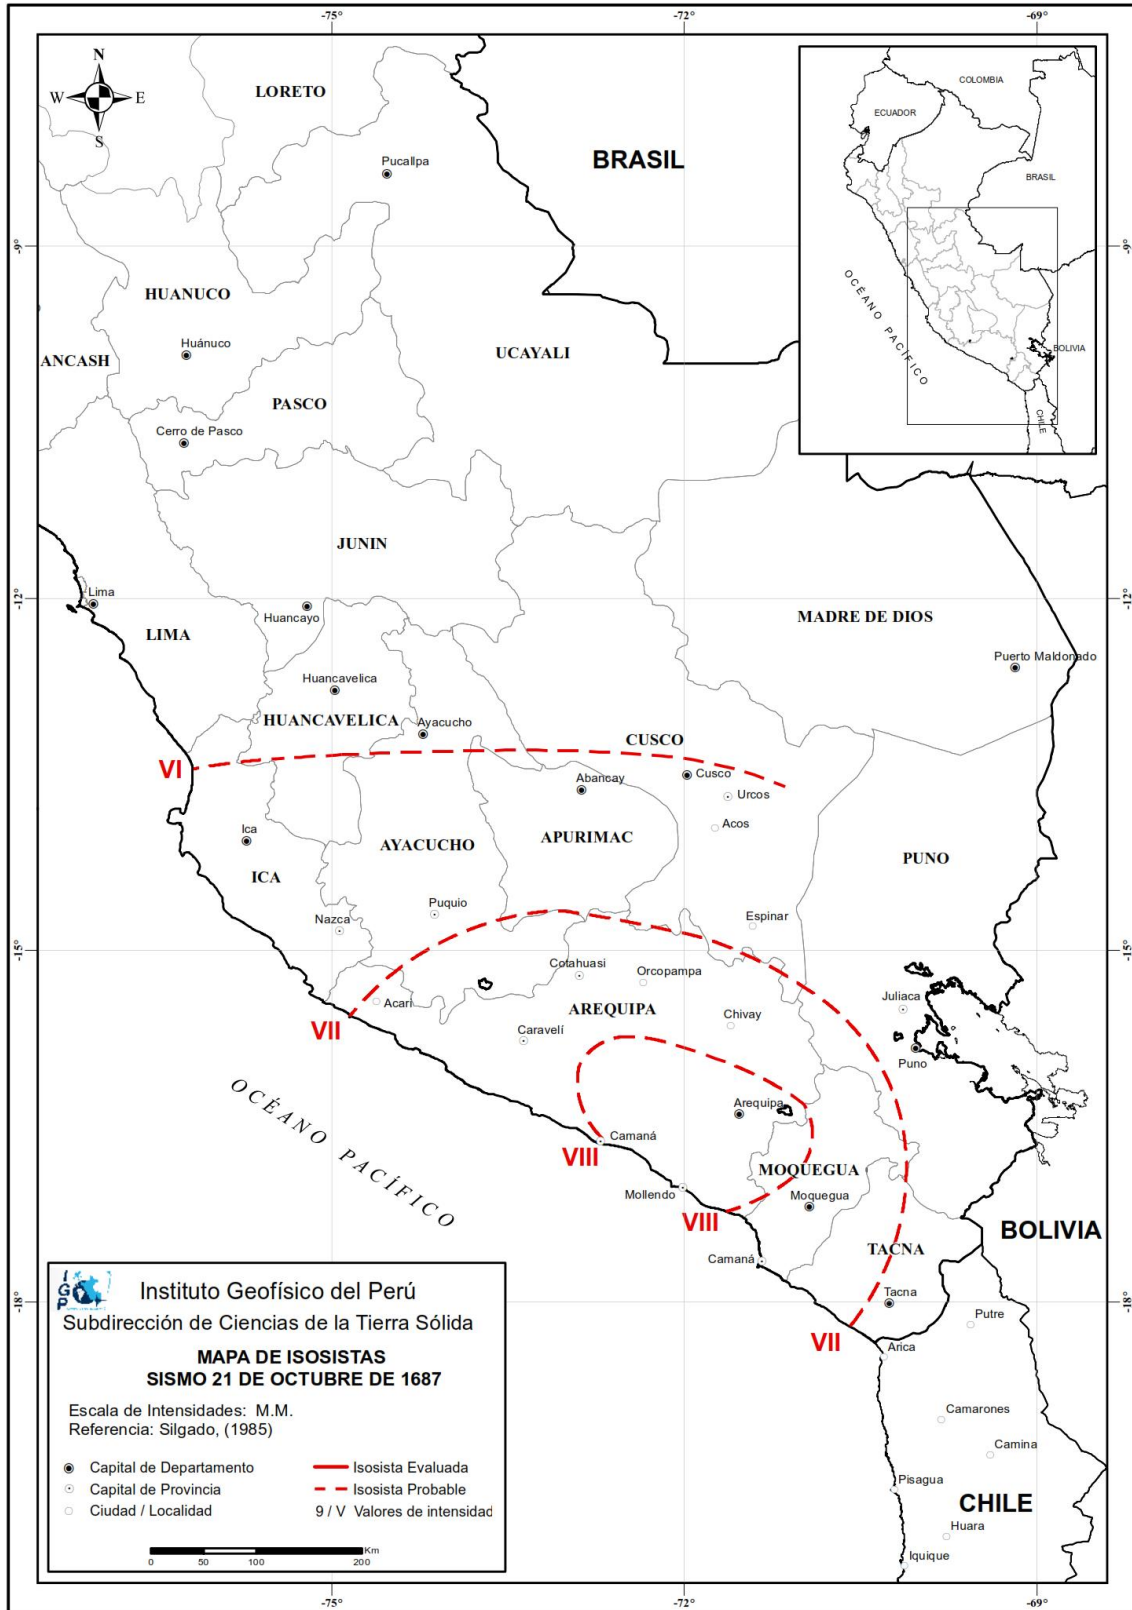 -75°
-72°
-69°
N
W
E
S
LORETO
Pucallpa
BRASIL
COLOMBIA
ECUADOR
BRASIL
OCÉANO PACÍFICO
BOLIVIA
CHILE
-9°
-9°
HUANUCO
Huánuco
ANCASH
UCAYALI
PASCO
Cerro de Pasco
JUNIN
-12°
-12°
Lima
Huancayo
LIMA
MADRE DE DIOS
Puerto Maldonado
Huancavelica
HUANCAVELICA
Ayacucho
CUSCO
VI
Cusco
Abancay
Urcos
Acos
Ica
AYACUCHO
APURIMAC
PUNO
ICA
Puquio
Nazca
Espinar
-15°
-15°
Cotahuasi
Orcopampa
Juliaca
Acarí
AREQUIPA
Chivay
VII
Caravelí
Puno
OCÉANO PACÍFICO
Arequipa
Camaná
VIII
MOQUEGUA
Mollendo
Moquegua
VIII
BOLIVIA
TACNA
Camaná
Tacna
-18°
-18°
Putre
VII
Arica
Camarones
Camina
Pisagua
CHILE
Huara
Iquique
IGP
Instituto Geofísico del Perú
Subdirección de Ciencias de la Tierra Sólida
MAPA DE ISOSISTAS
SISMO 21 DE OCTUBRE DE 1687
Escala de Intensidades: M.M.
Referencia: Silgado, (1985)
Capital de Departamento
Isosista Evaluada
Capital de Provincia
Isosista Probable
Ciudad / Localidad
9 / V Valores de intensidad
Km
0 50 100 200
-75°
-72°
-69°